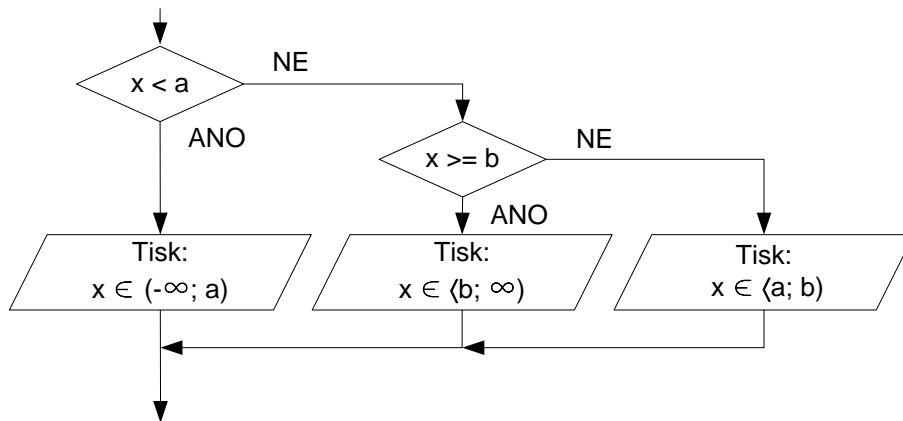 x < a
NE
ANO
x >= b
NE
ANO
Tisk:
x ∈ (-∞; a)
Tisk:
x ∈ ⟨b; ∞)
Tisk:
x ∈ ⟨a; b)